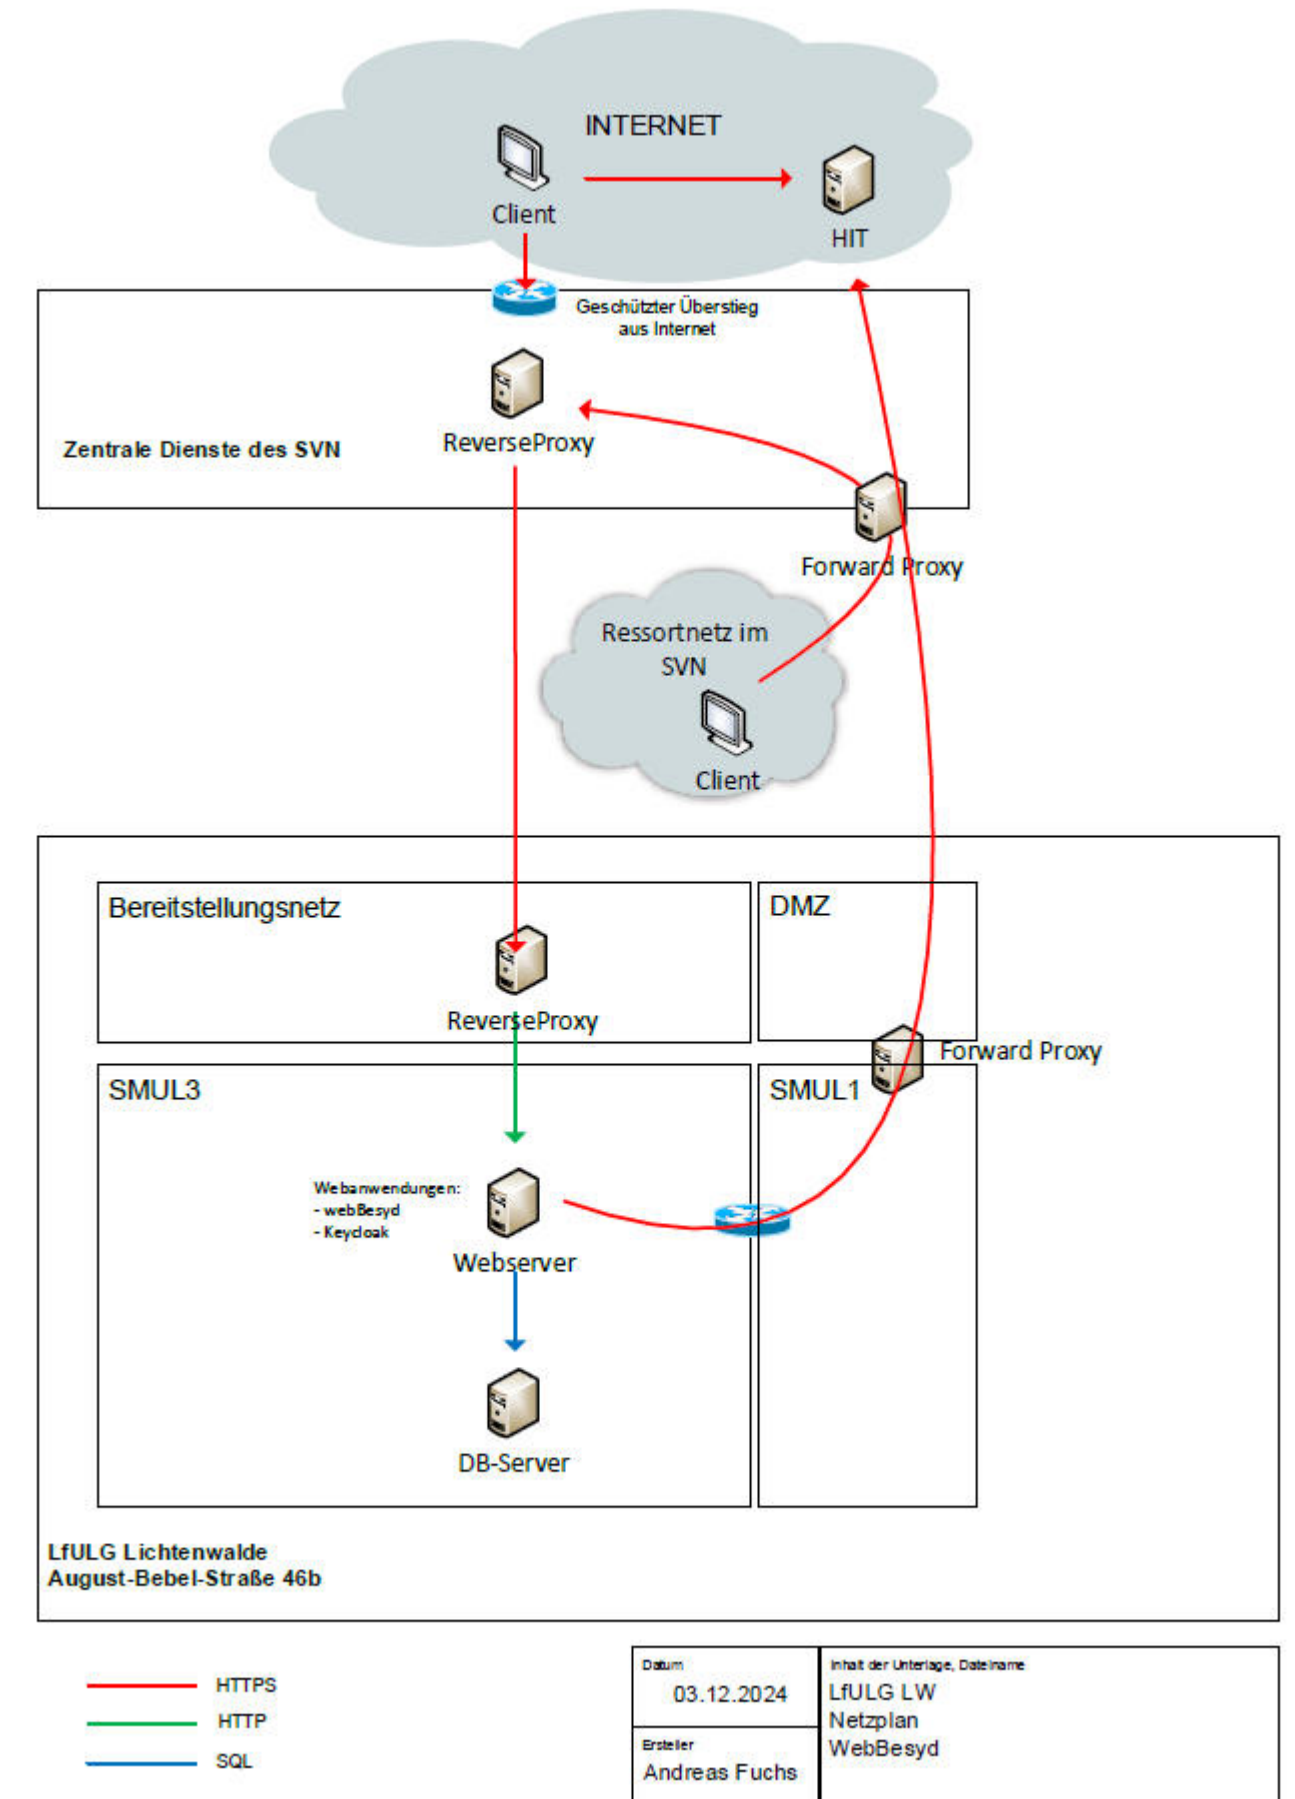 INTERNET
Client
HIT
Geschützter Überstieg
aus Internet
ReverseProxy
Zentrale Dienste des SVN
Forward Proxy
Ressortnetz im
SVN
Client
Bereitstellungsnetz
DMZ
ReverseProxy
Forward Proxy
SMUL3
SMUL1
Webanwendungen:
- webBesyd
- Keycloak
Webserver
DB-Server
LfULG Lichtenwalde
August-Bebel-Straße 46b
HTTPS
HTTP
SQL
Datum
03.12.2024
Ersteller
Andreas Fuchs
Inhalt der Unterlage, Dateiname
LfULG LW
Netzplan
WebBesyd